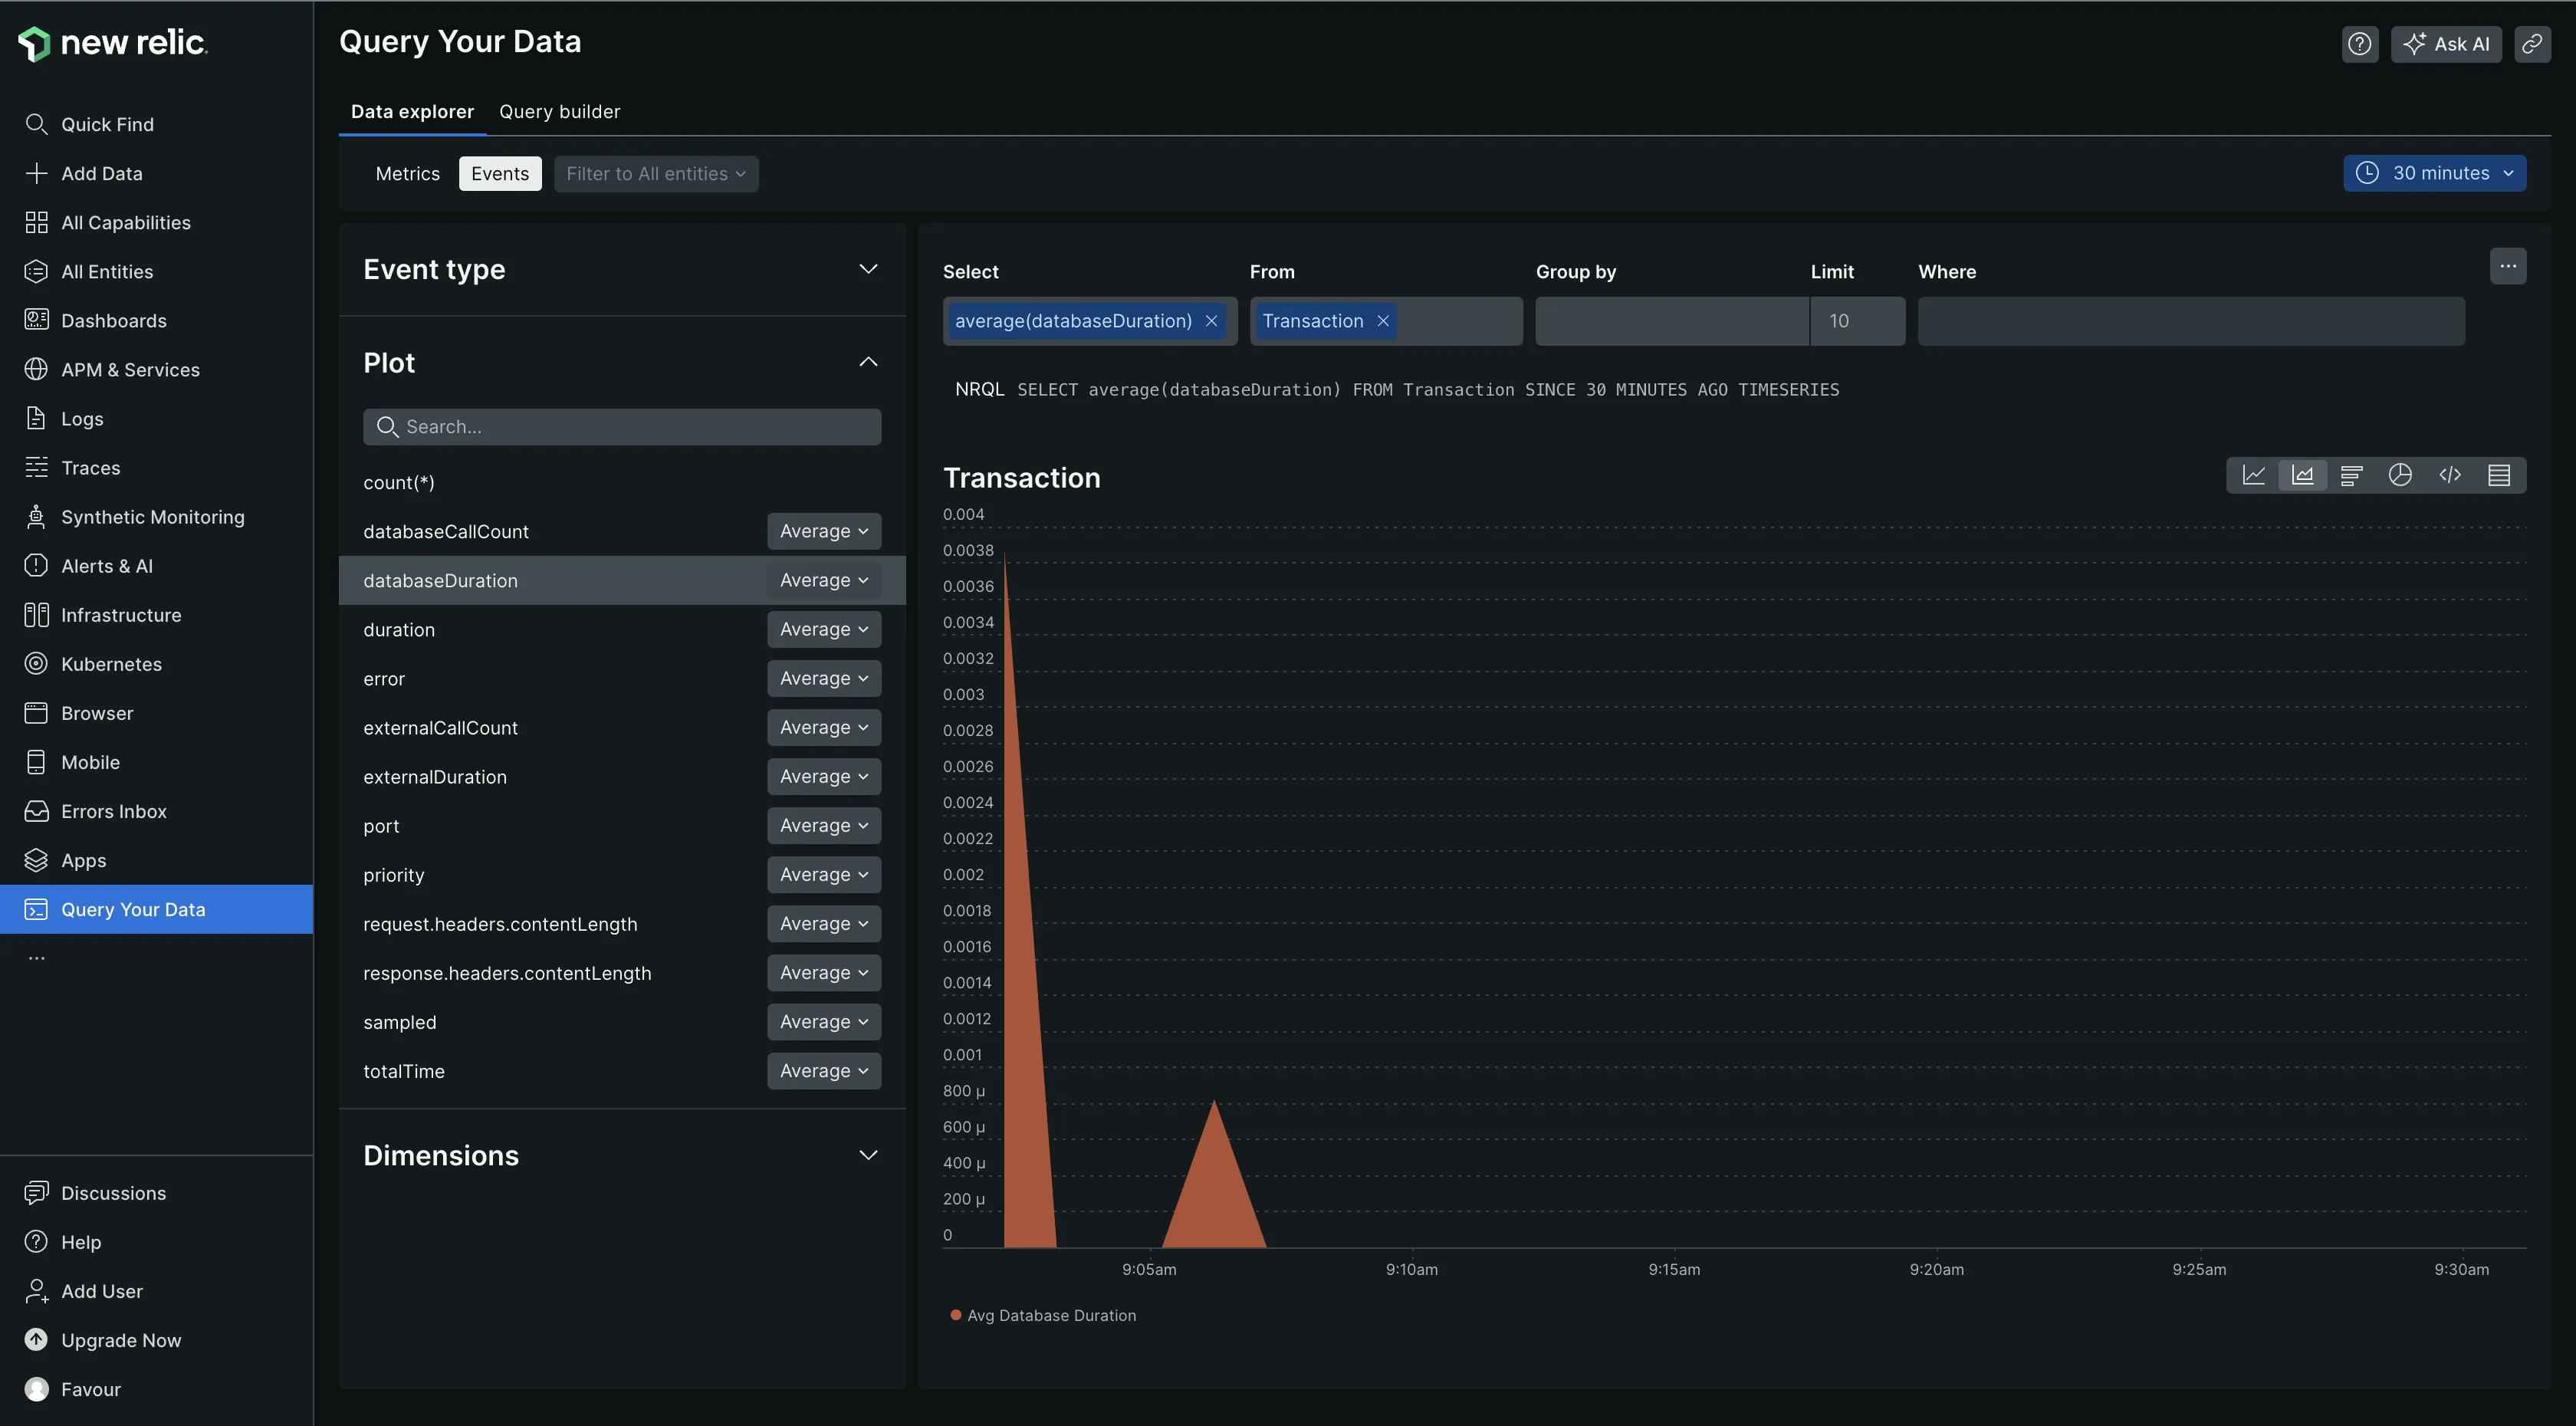 new relic.
Quick Find
Add Data
All Capabilities
All Entities
Dashboards
APM & Services
Logs
Traces
Synthetic Monitoring
Alerts & AI
Infrastructure
Kubernetes
Browser
Mobile
Errors Inbox
Apps
Query Your Data
...
Discussions
Help
Add User
Upgrade Now
Favour
Query Your Data
Ask AI
Data explorer Query builder
Metrics Events Filter to All entities
30 minutes
Event type
Plot
Search...
count(*)
databaseCallCount Average
databaseDuration Average
duration Average
error Average
externalCallCount Average
externalDuration Average
port Average
priority Average
request.headers.contentLength Average
response.headers.contentLength Average
sampled Average
totalTime Average
Dimensions
Select From Group by Limit Where
average(databaseDuration) Transaction 10
NRQL SELECT average(databaseDuration) FROM Transaction SINCE 30 MINUTES AGO TIMESERIES
Transaction
0.004
0.0038
0.0036
0.0034
0.0032
0.003
0.0028
0.0026
0.0024
0.0022
0.002
0.0018
0.0016
0.0014
0.0012
0.001
800 μ
600 μ
400 μ
200 μ
0
9:05am 9:10am 9:15am 9:20am 9:25am 9:30am
Avg Database Duration